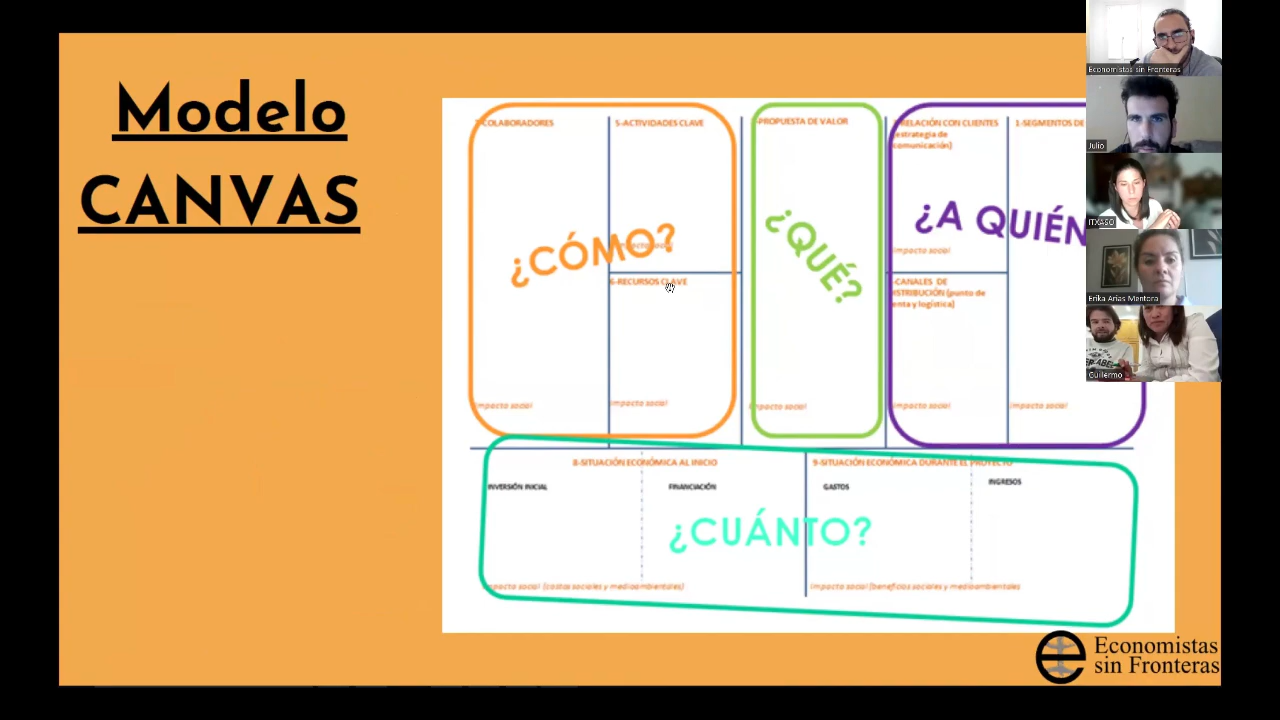 Modelo
CANVAS
COLABORADORES
5-ACTIVIDADES CLAVE
PROPUESTA DE VALOR
RELACIÓN CON CLIENTES
estrategia de
comunicación)
1-SEGMENTOS DE
¿CÓMO?
¿QUÉ?
¿A QUIÉN
impacto social
6-RECURSOS CLAVE
CANALES DE
DISTRIBUCIÓN (punto de
venta y logística)
impacto social
impacto social
impacto social
impacto social
impacto social
8-SITUACIÓN ECONÓMICA AL INICIO
9-SITUACIÓN ECONÓMICA DURANTE EL PROYECTO
INVERSIÓN INICIAL
FINANCIACIÓN
GASTOS
INGRESOS
¿CUÁNTO?
impacto social (costos sociales y medioambientales)
impacto social (beneficios sociales y medioambientales
Economistas
sin Fronteras
Economistas sin Fronteras
Julio
ITXASO
Erika Arias Mentora
Guillermo